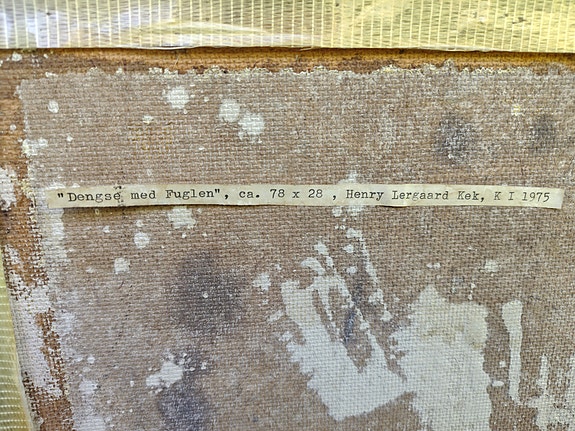 "Dengse med Fuglen", ca. 78 x 28 , Henry Lergaard Kek, K I 1975